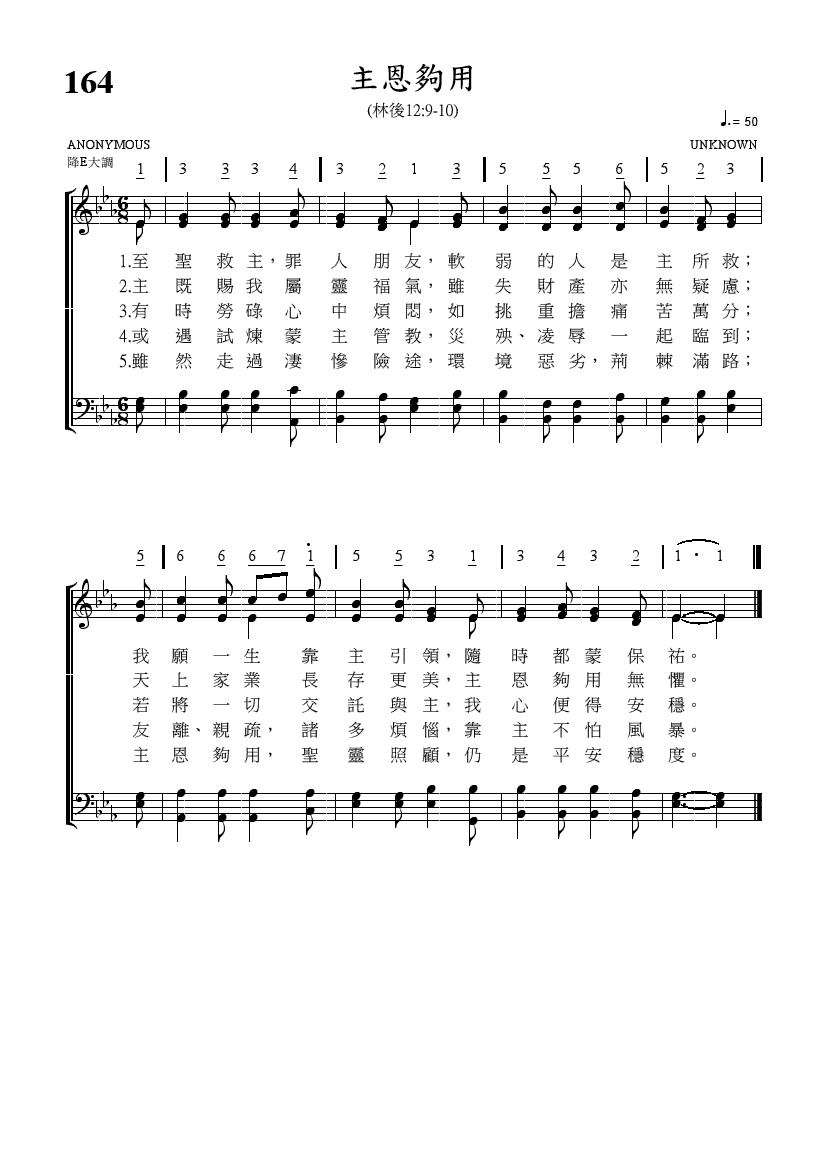 164
主恩夠用
(林後12:9-10)
♩. = 50
ANONYMOUS
UNKNOWN
降E大調
1 | 3 3 3 4 | 3 2 1 3 | 5 5 5 6 | 5 2 3 |
1.至聖救主，罪人朋友，軟弱的人是主所救；
2.主既賜我屬靈福氣，雖失財產亦無疑慮；
3.有時勞碌心中煩悶，如挑重擔痛苦萬分；
4.或遇試煉蒙主管教，災殃、凌辱一起臨到；
5.雖然走過淒慘險途，環境惡劣，荊棘滿路；
5 | 6 6 6 7 1 | 5 5 3 1 | 3 4 3 2 | 1 · 1
我願一生靠主引領，隨時都蒙保祐。
天上家業長存更美，主恩夠用無懼。
若將一切交託與主，我心便得安穩。
友離、親疏，諸多煩惱，靠主不怕風暴。
主恩夠用，聖靈照顧，仍是平安穩度。